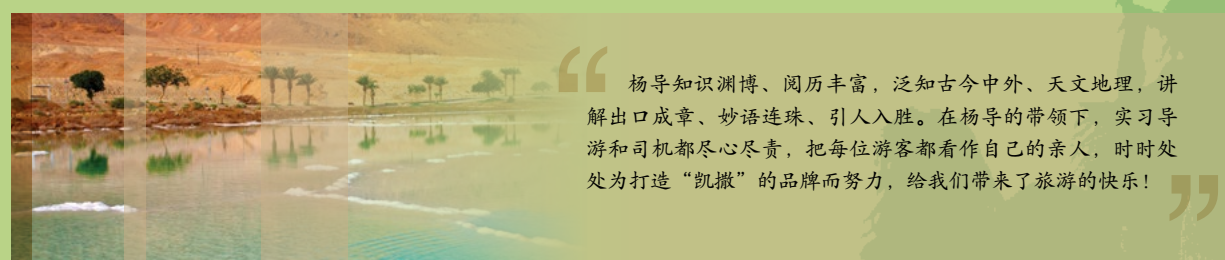 “
杨导知识渊博、阅历丰富，泛知古今中外、天文地理，讲
解出口成章、妙语连珠、引人入胜。在杨导的带领下，实习导
游和司机都尽心尽责，把每位游客都看作自己的亲人，时时处
处为打造“凯撒”的品牌而努力，给我们带来了旅游的快乐！
”